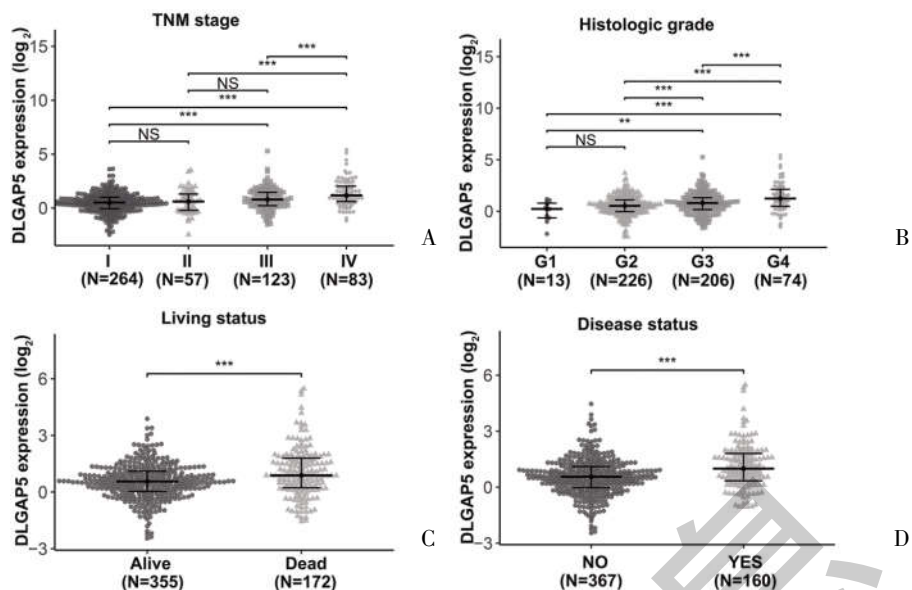 TNM stage
DLGAP5 expression (log2)
15
10
5
0
***
***
NS
***
***
NS
I
II
III
IV
(N=264)
(N=57)
(N=123)
(N=83)
A
Histologic grade
DLGAP5 expression (log2)
15
10
5
0
***
***
***
***
**
NS
G1
G2
G3
G4
(N=13)
(N=226)
(N=206)
(N=74)
B
Living status
DLGAP5 expression (log2)
6
3
0
−3
***
Alive
Dead
(N=355)
(N=172)
C
Disease status
DLGAP5 expression (log2)
6
3
0
−3
***
NO
YES
(N=367)
(N=160)
D